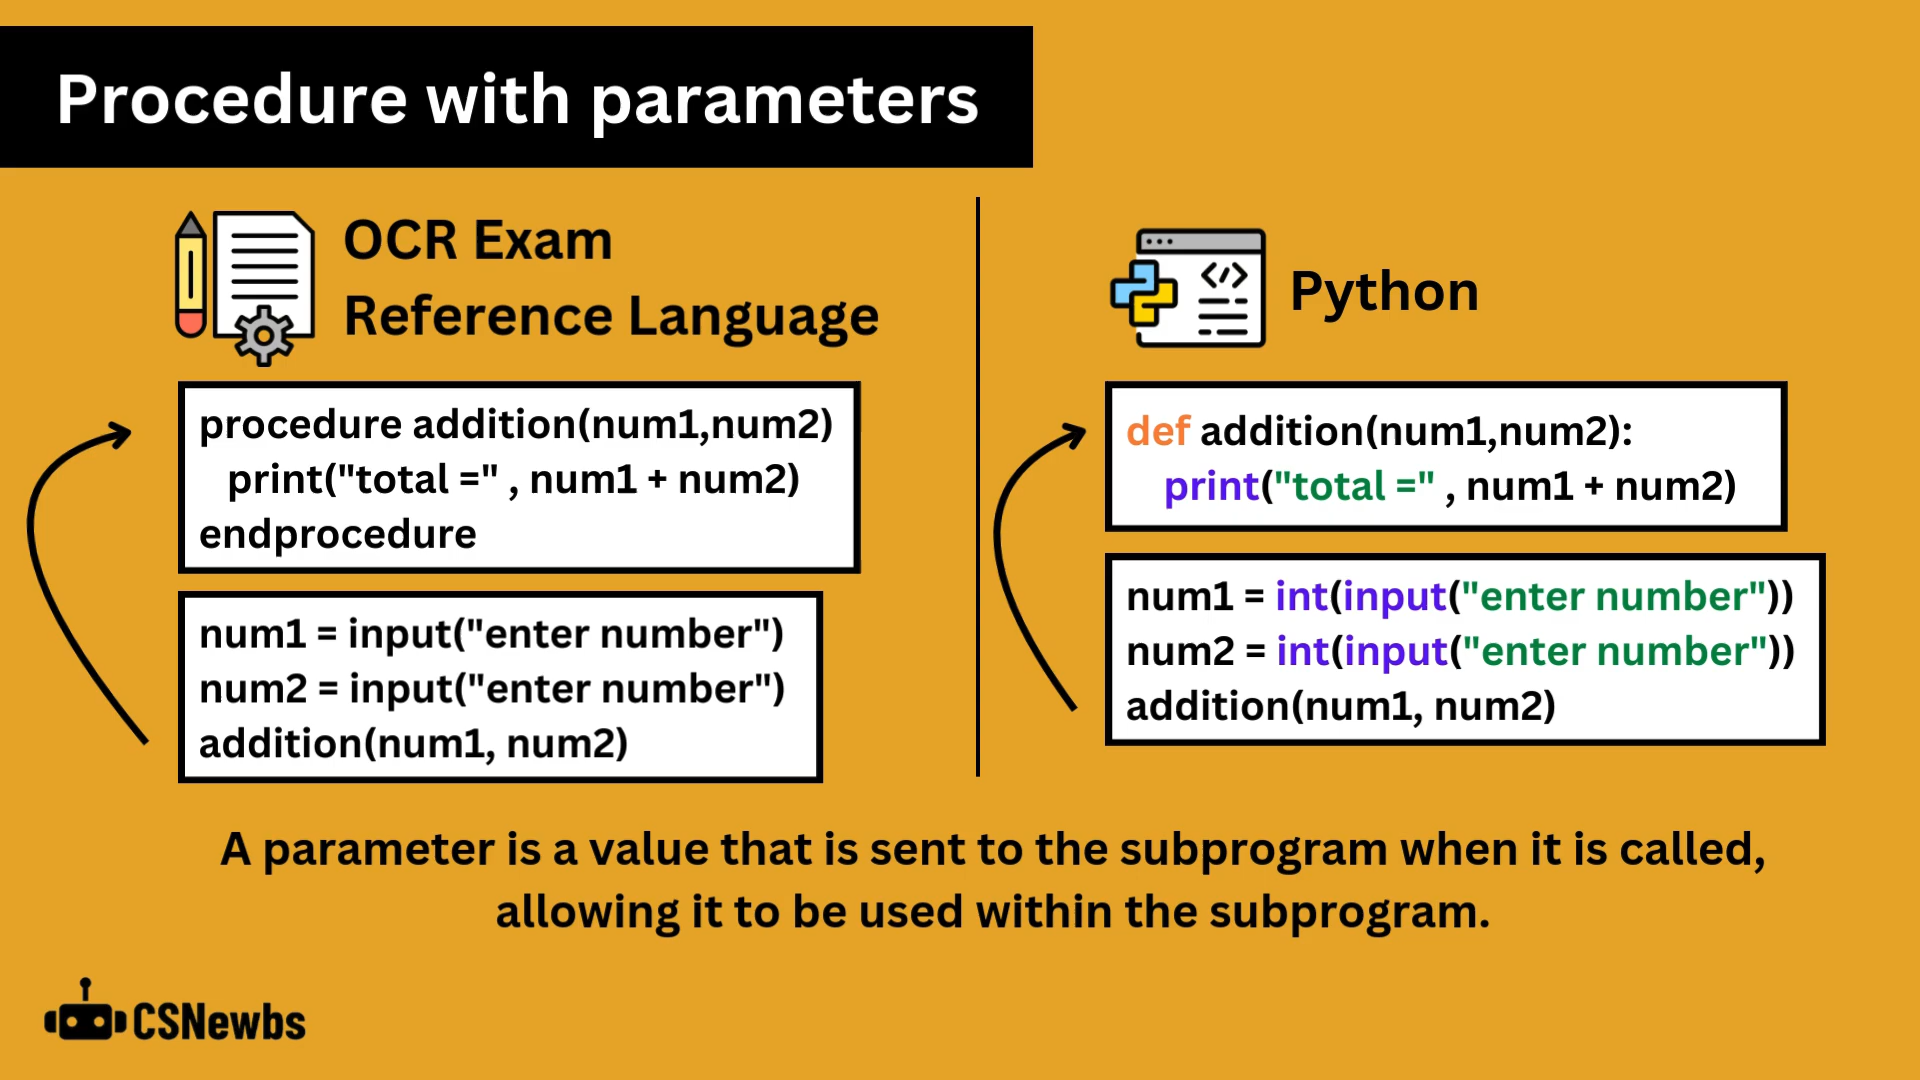 Procedure with parameters
OCR Exam
Reference Language
procedure addition(num1,num2)
print("total =" , num1 + num2)
endprocedure
num1 = input("enter number")
num2 = input("enter number")
addition(num1, num2)
Python
def addition(num1,num2):
print("total =" , num1 + num2)
num1 = int(input("enter number"))
num2 = int(input("enter number"))
addition(num1, num2)
A parameter is a value that is sent to the subprogram when it is called,
allowing it to be used within the subprogram.
CSNewbs